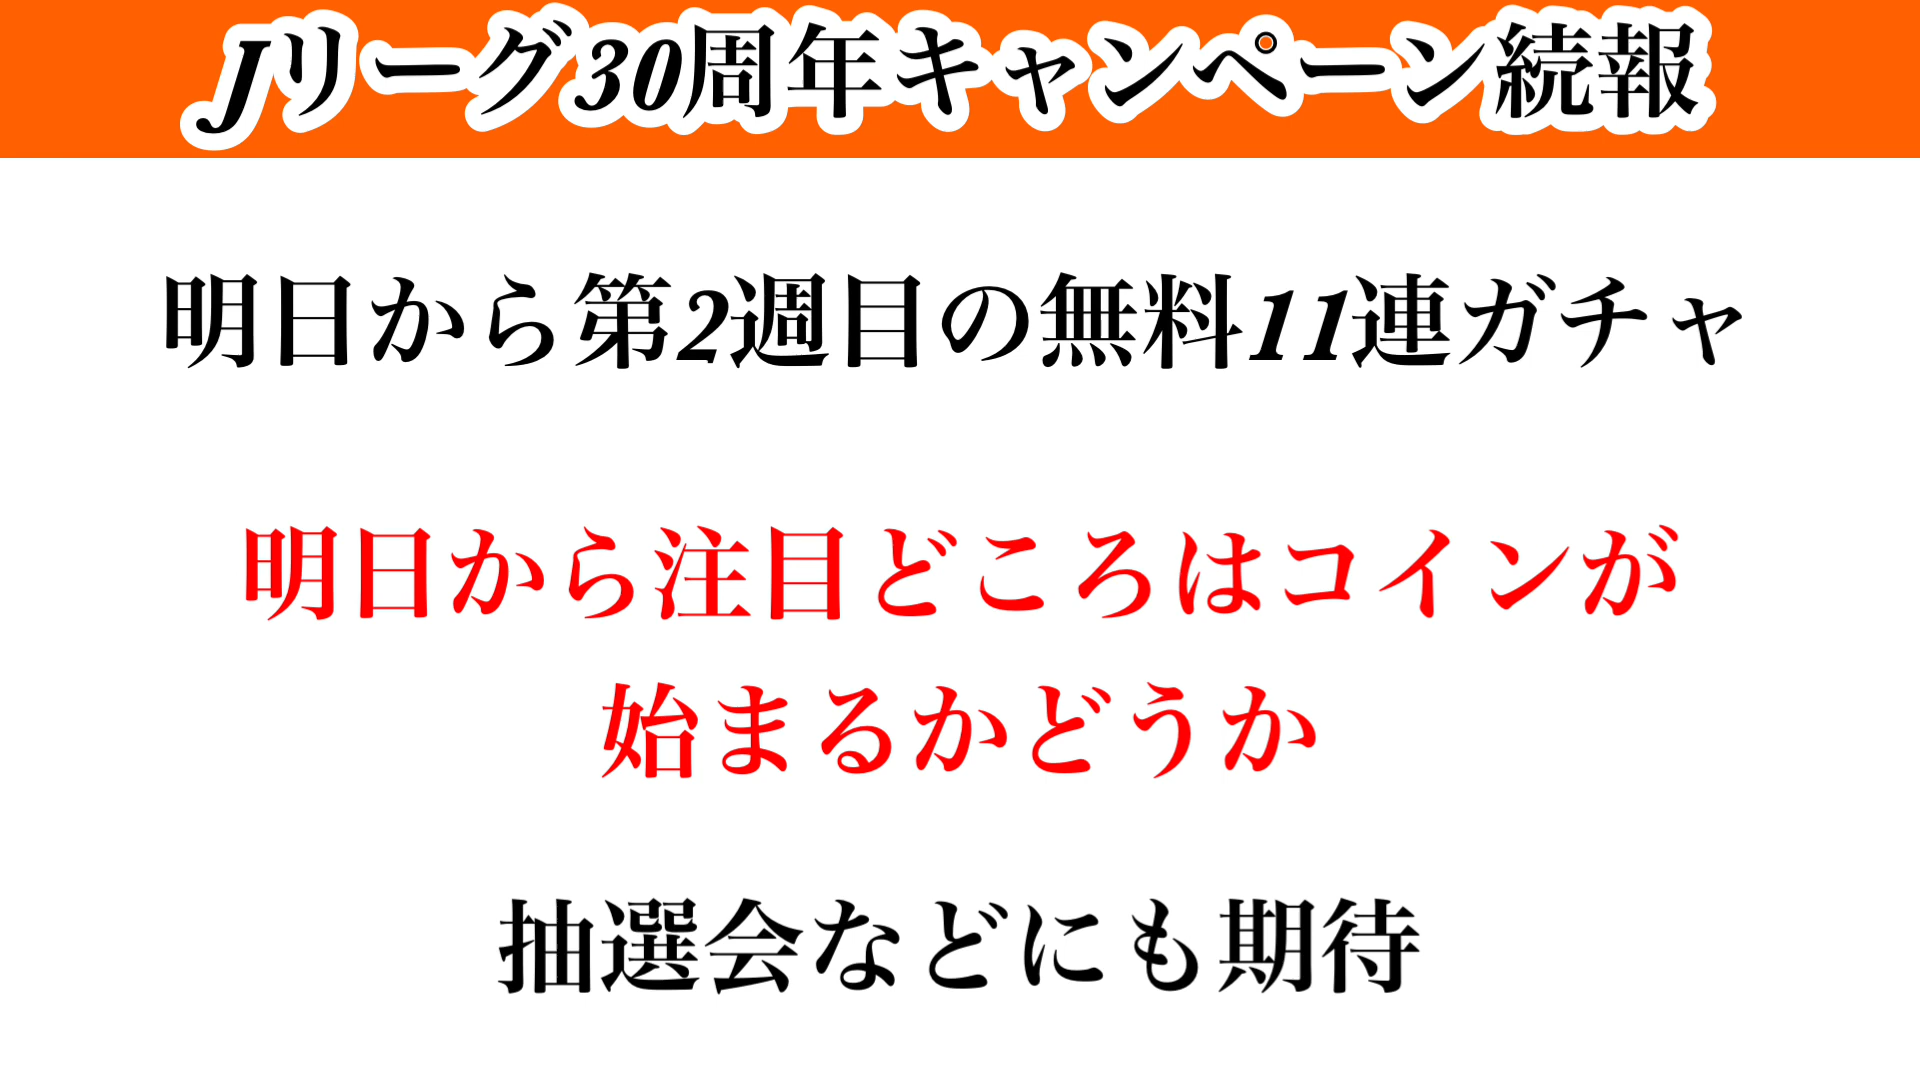 Jリーグ30周年キャンペーン続報
明日から第2週目の無料11連ガチャ
明日から注目どころはコインが
始まるかどうか
抽選会などにも期待